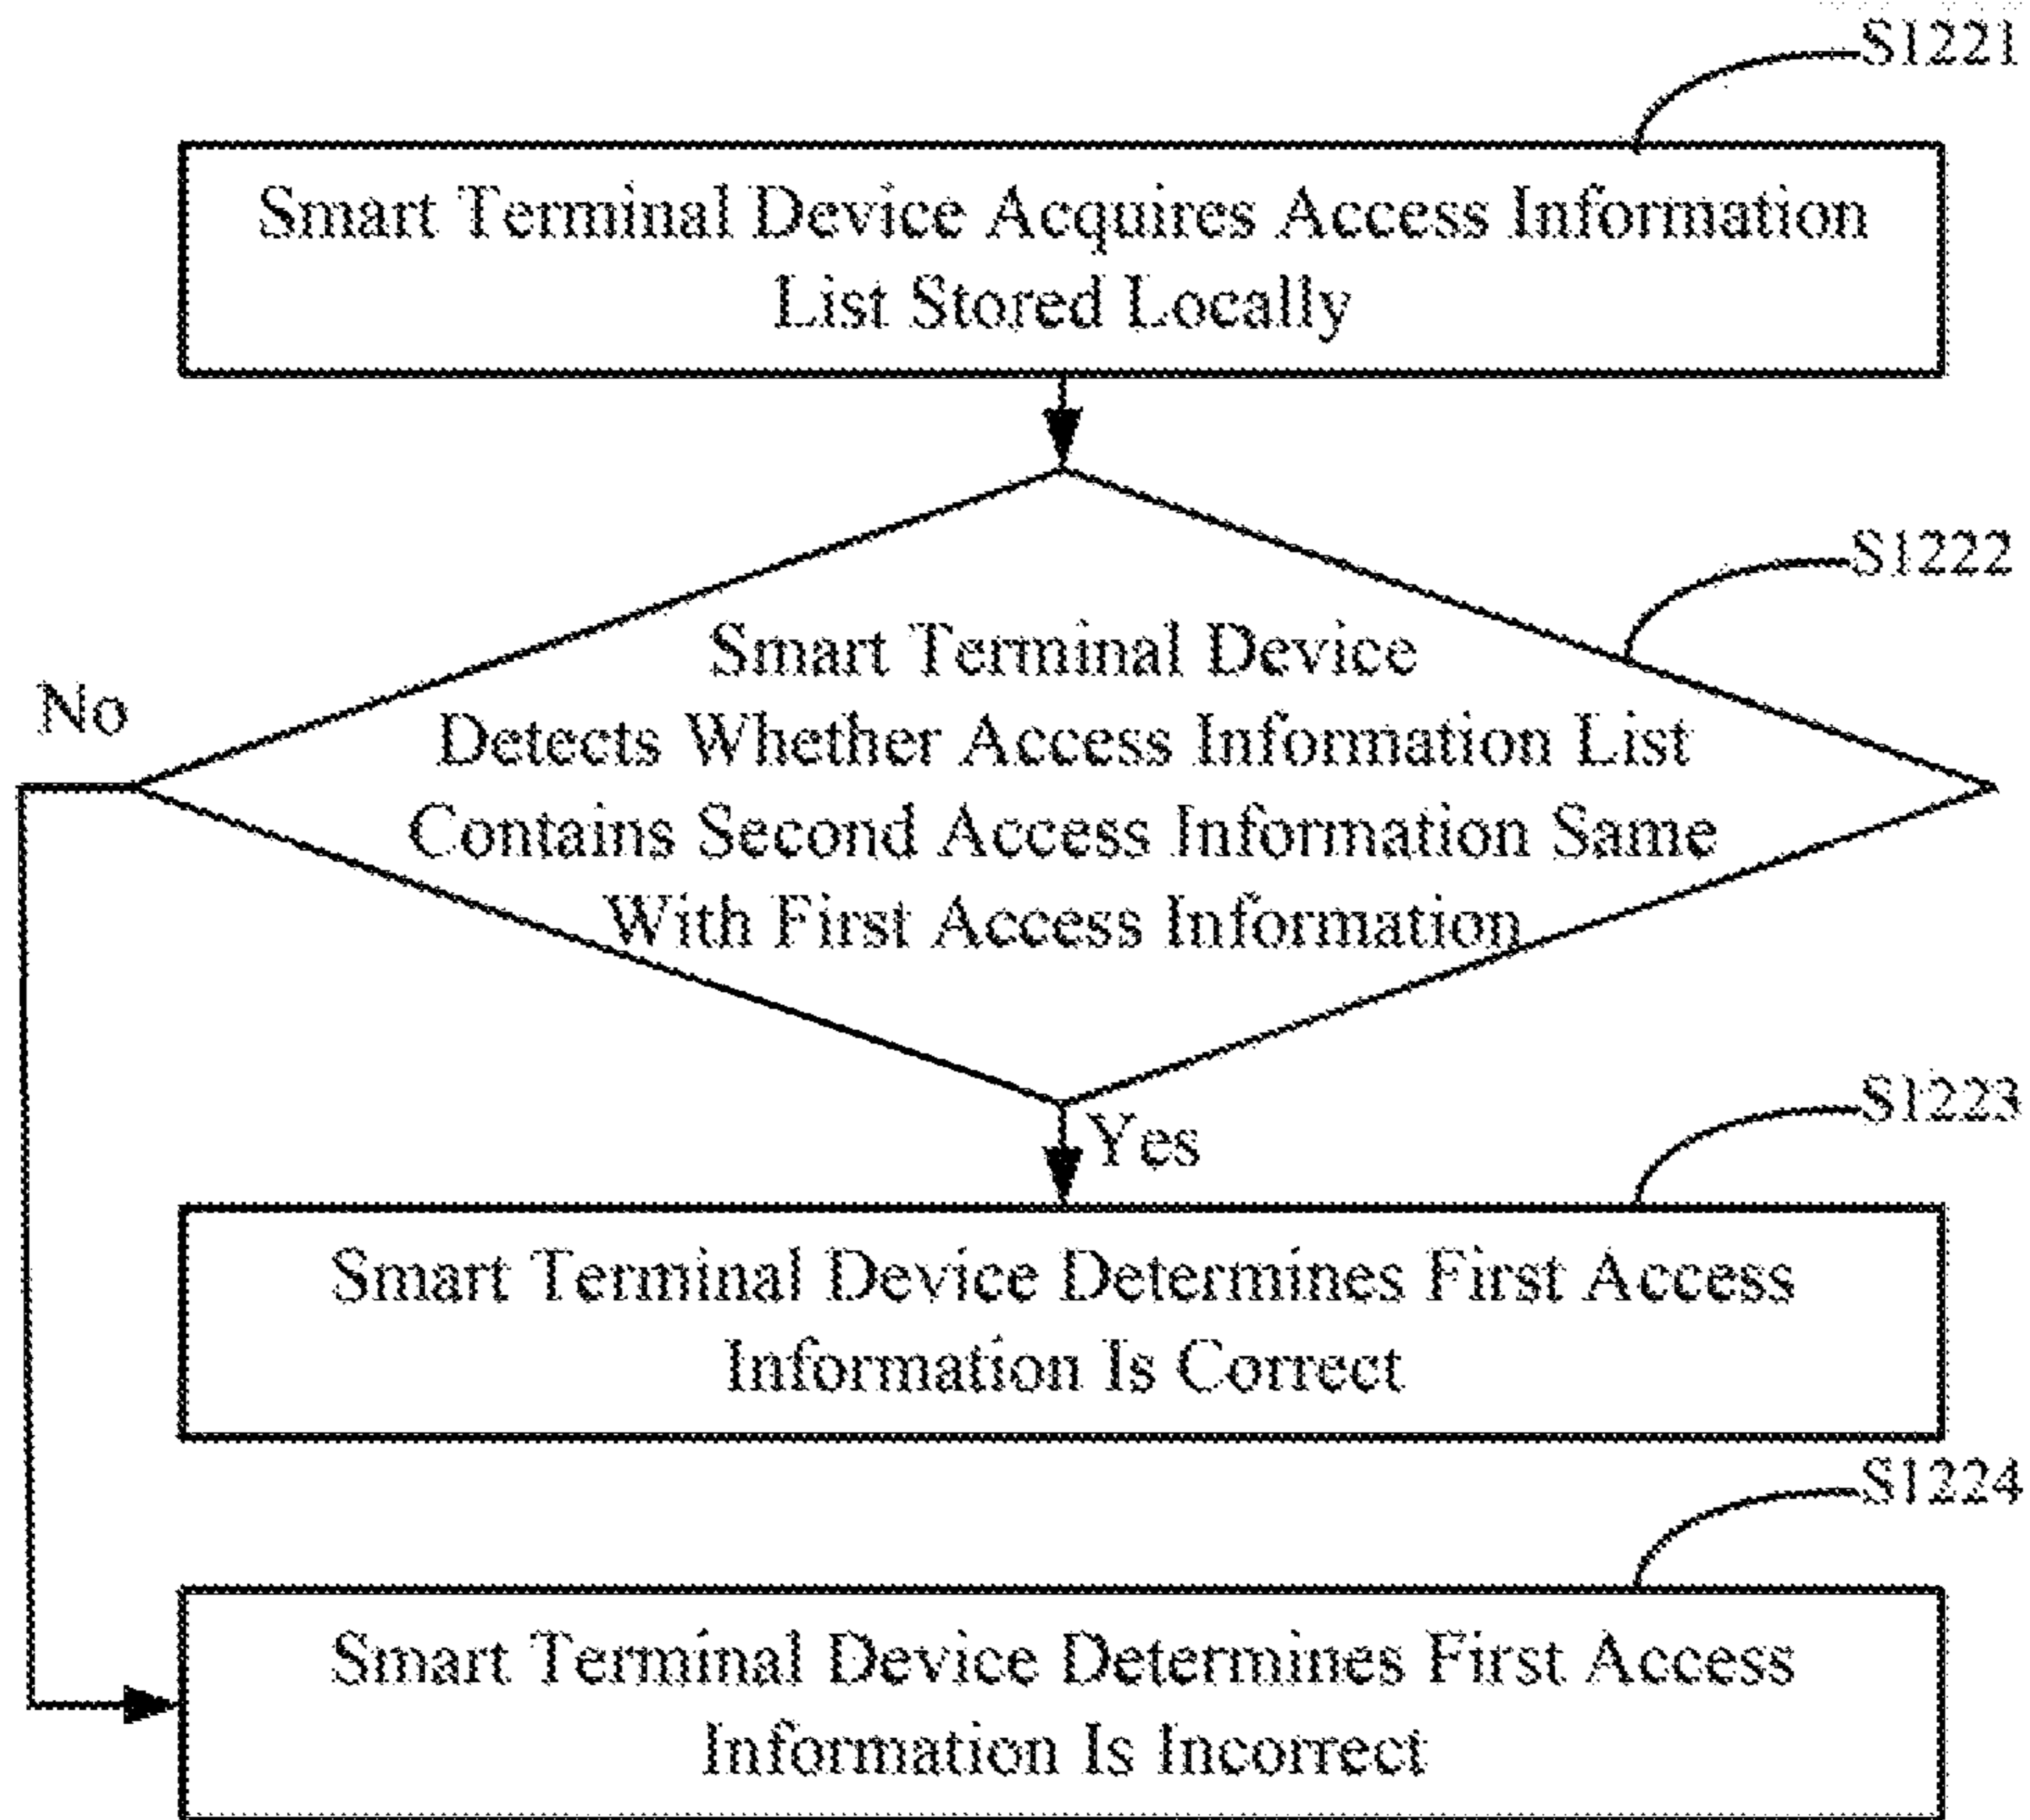 S1221
Smart Terminal Device Acquires Access Information
List Stored Locally
S1222
Smart Terminal Device
Detects Whether Access Information List
Contains Second Access Information Same
With First Access Information
No
Yes
S1223
Smart Terminal Device Determines First Access
Information Is Correct
S1224
Smart Terminal Device Determines First Access
Information Is Incorrect